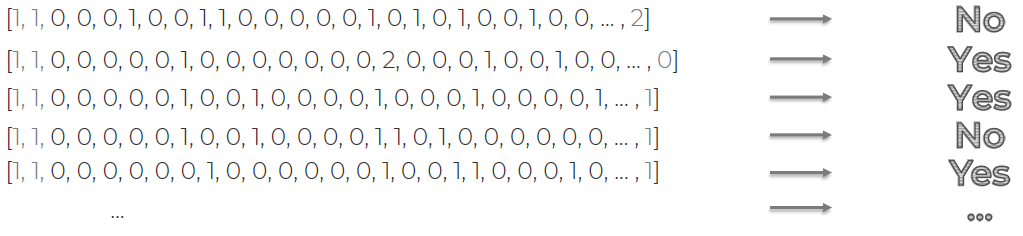 [1, 1, 0, 0, 0, 1, 0, 0, 1, 1, 0, 0, 0, 0, 0, 1, 0, 1, 0, 1, 0, 0, 1, 0, 0, ... , 2] No
[1, 1, 0, 0, 0, 0, 0, 1, 0, 0, 0, 0, 0, 0, 0, 2, 0, 0, 0, 1, 0, 0, 1, 0, 0, ... , 0] Yes
[1, 1, 0, 0, 0, 0, 0, 1, 0, 0, 1, 0, 0, 0, 0, 1, 0, 0, 0, 1, 0, 0, 0, 0, 1, ... , 1] Yes
[1, 1, 0, 0, 0, 0, 0, 1, 0, 0, 1, 0, 0, 0, 0, 1, 1, 0, 1, 0, 0, 0, 0, 0, 0, ... , 1] No
[1, 1, 0, 0, 0, 0, 0, 0, 1, 0, 0, 0, 0, 0, 0, 1, 0, 0, 1, 1, 0, 0, 0, 1, 0, ... , 1] Yes
... ...